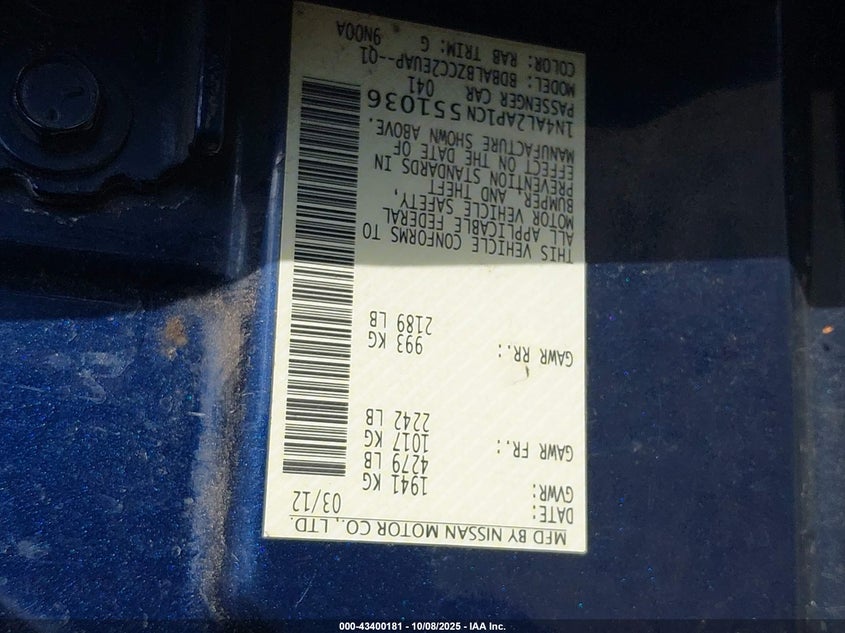 MFD BY NISSAN MOTOR CO., LTD.
DATE: 03/12
GVWR: 1941 KG
4279 LB
GAWR FR.: 1017 KG
2242 LB
GAWR RR.: 993 KG
2189 LB
THIS VEHICLE CONFORMS TO
ALL APPLICABLE FEDERAL
MOTOR VEHICLE SAFETY,
BUMPER AND THEFT
PREVENTION STANDARDS IN
EFFECT ON THE DATE OF
MANUFACTURE SHOWN ABOVE.
1N4AL2AP1CN551036
PASSENGER CAR 041
MODEL: BDBALBZCC2EUAP--Q1
COLOR: RAB TRIM: G 9N00A
000-43400181 - 10/08/2025 - IAA Inc.